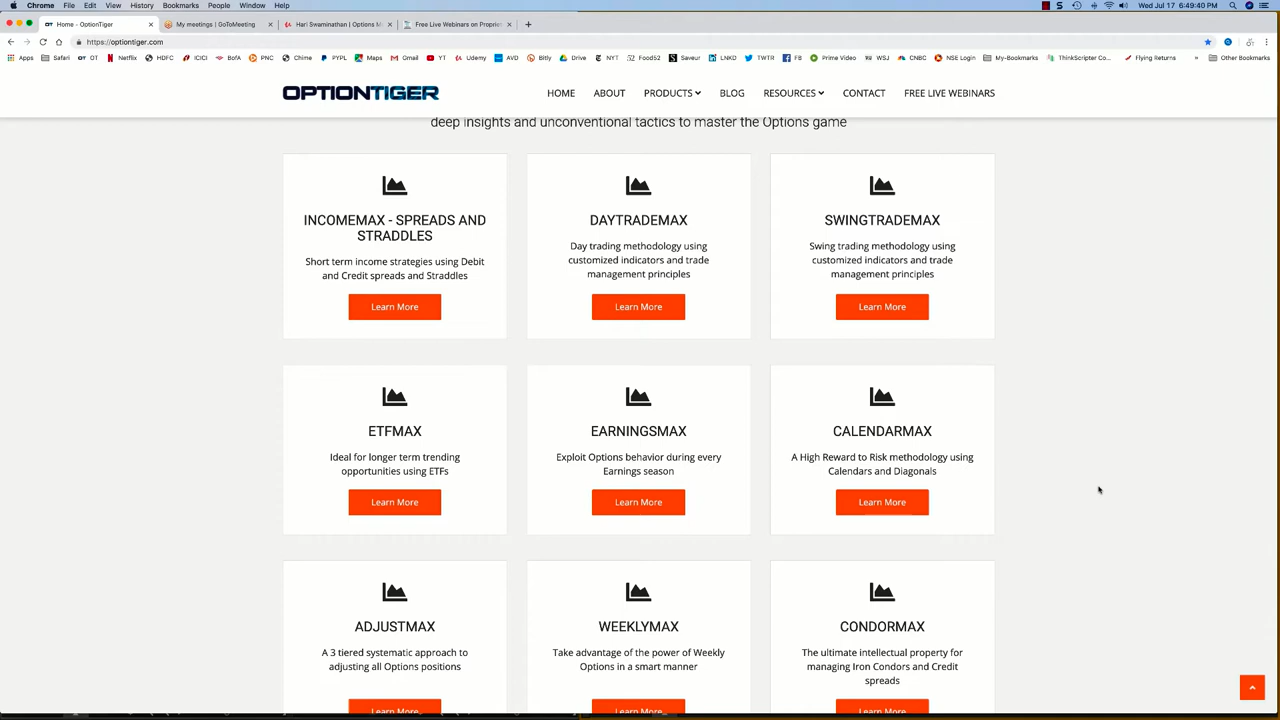 Chrome File Edit View History Bookmarks People Window Help Wed Jul 17 6:49:40 PM
Home - OptionTiger My meetings | GoToMeeting Hari Swaminathan | Options M Free Live Webinars on Proprie
https://optiontiger.com
Apps Safari OT Netflix HDFC ICICI BofA PNC Chime PYPL Maps Gmail YT Udemy AVD Bitly Drive NYT Food52 Saveur LNKD TWTR FB Prime Video WSJ CNBC NSE Login My-Bookmarks ThinkScripter Co... Flying Returns » Other Bookmarks
OPTIONTIGER HOME ABOUT PRODUCTS BLOG RESOURCES CONTACT FREE LIVE WEBINARS
deep insights and unconventional tactics to master the Options game
INCOMEMAX - SPREADS AND
STRADDLES
Short term income strategies using Debit
and Credit spreads and Straddles
Learn More
DAYTRADEMAX
Day trading methodology using
customized indicators and trade
management principles
Learn More
SWINGTRADEMAX
Swing trading methodology using
customized indicators and trade
management principles
Learn More
ETFMAX
Ideal for longer term trending
opportunities using ETFs
Learn More
EARNINGSMAX
Exploit Options behavior during every
Earnings season
Learn More
CALENDARMAX
A High Reward to Risk methodology using
Calendars and Diagonals
Learn More
ADJUSTMAX
A 3 tiered systematic approach to
adjusting all Options positions
Learn More
WEEKLYMAX
Take advantage of the power of Weekly
Options in a smart manner
Learn More
CONDORMAX
The ultimate intellectual property for
managing Iron Condors and Credit
spreads
Learn More